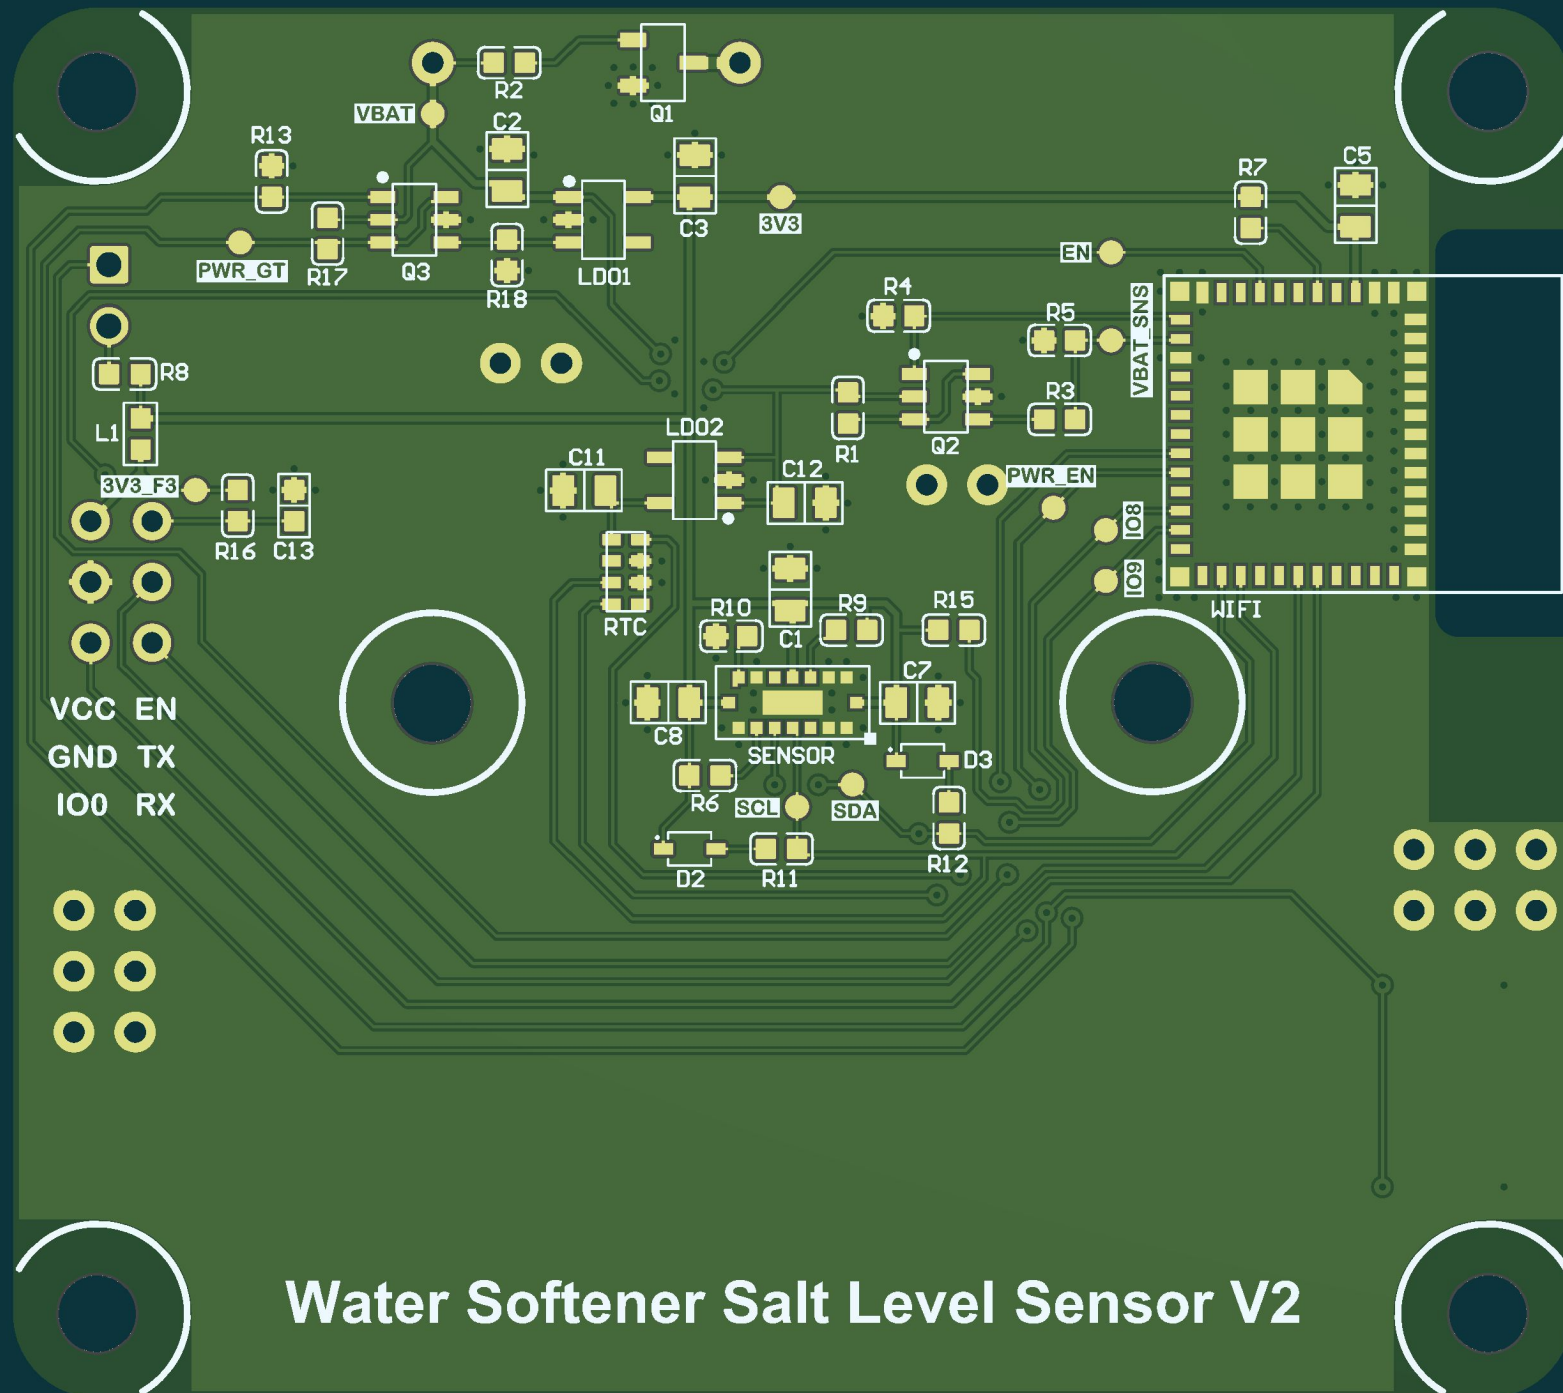 R2
Q1
VBAT
C2
R13
R7
C5
C3
3V3
PWR_GT
R17
Q3
R18
LDO1
EN
R4
VBAT_SNS
R5
R8
R3
L1
LDO2
R1
Q2
C11
C12
PWR_EN
3V3_F3
R16
C13
IO8
IO9
RTC
R10
C1
R9
R15
WIFI
VCC EN
GND TX
IO0 RX
C8
C7
SENSOR
D3
R6
SCL
SDA
D2
R11
R12
Water Softener Salt Level Sensor V2